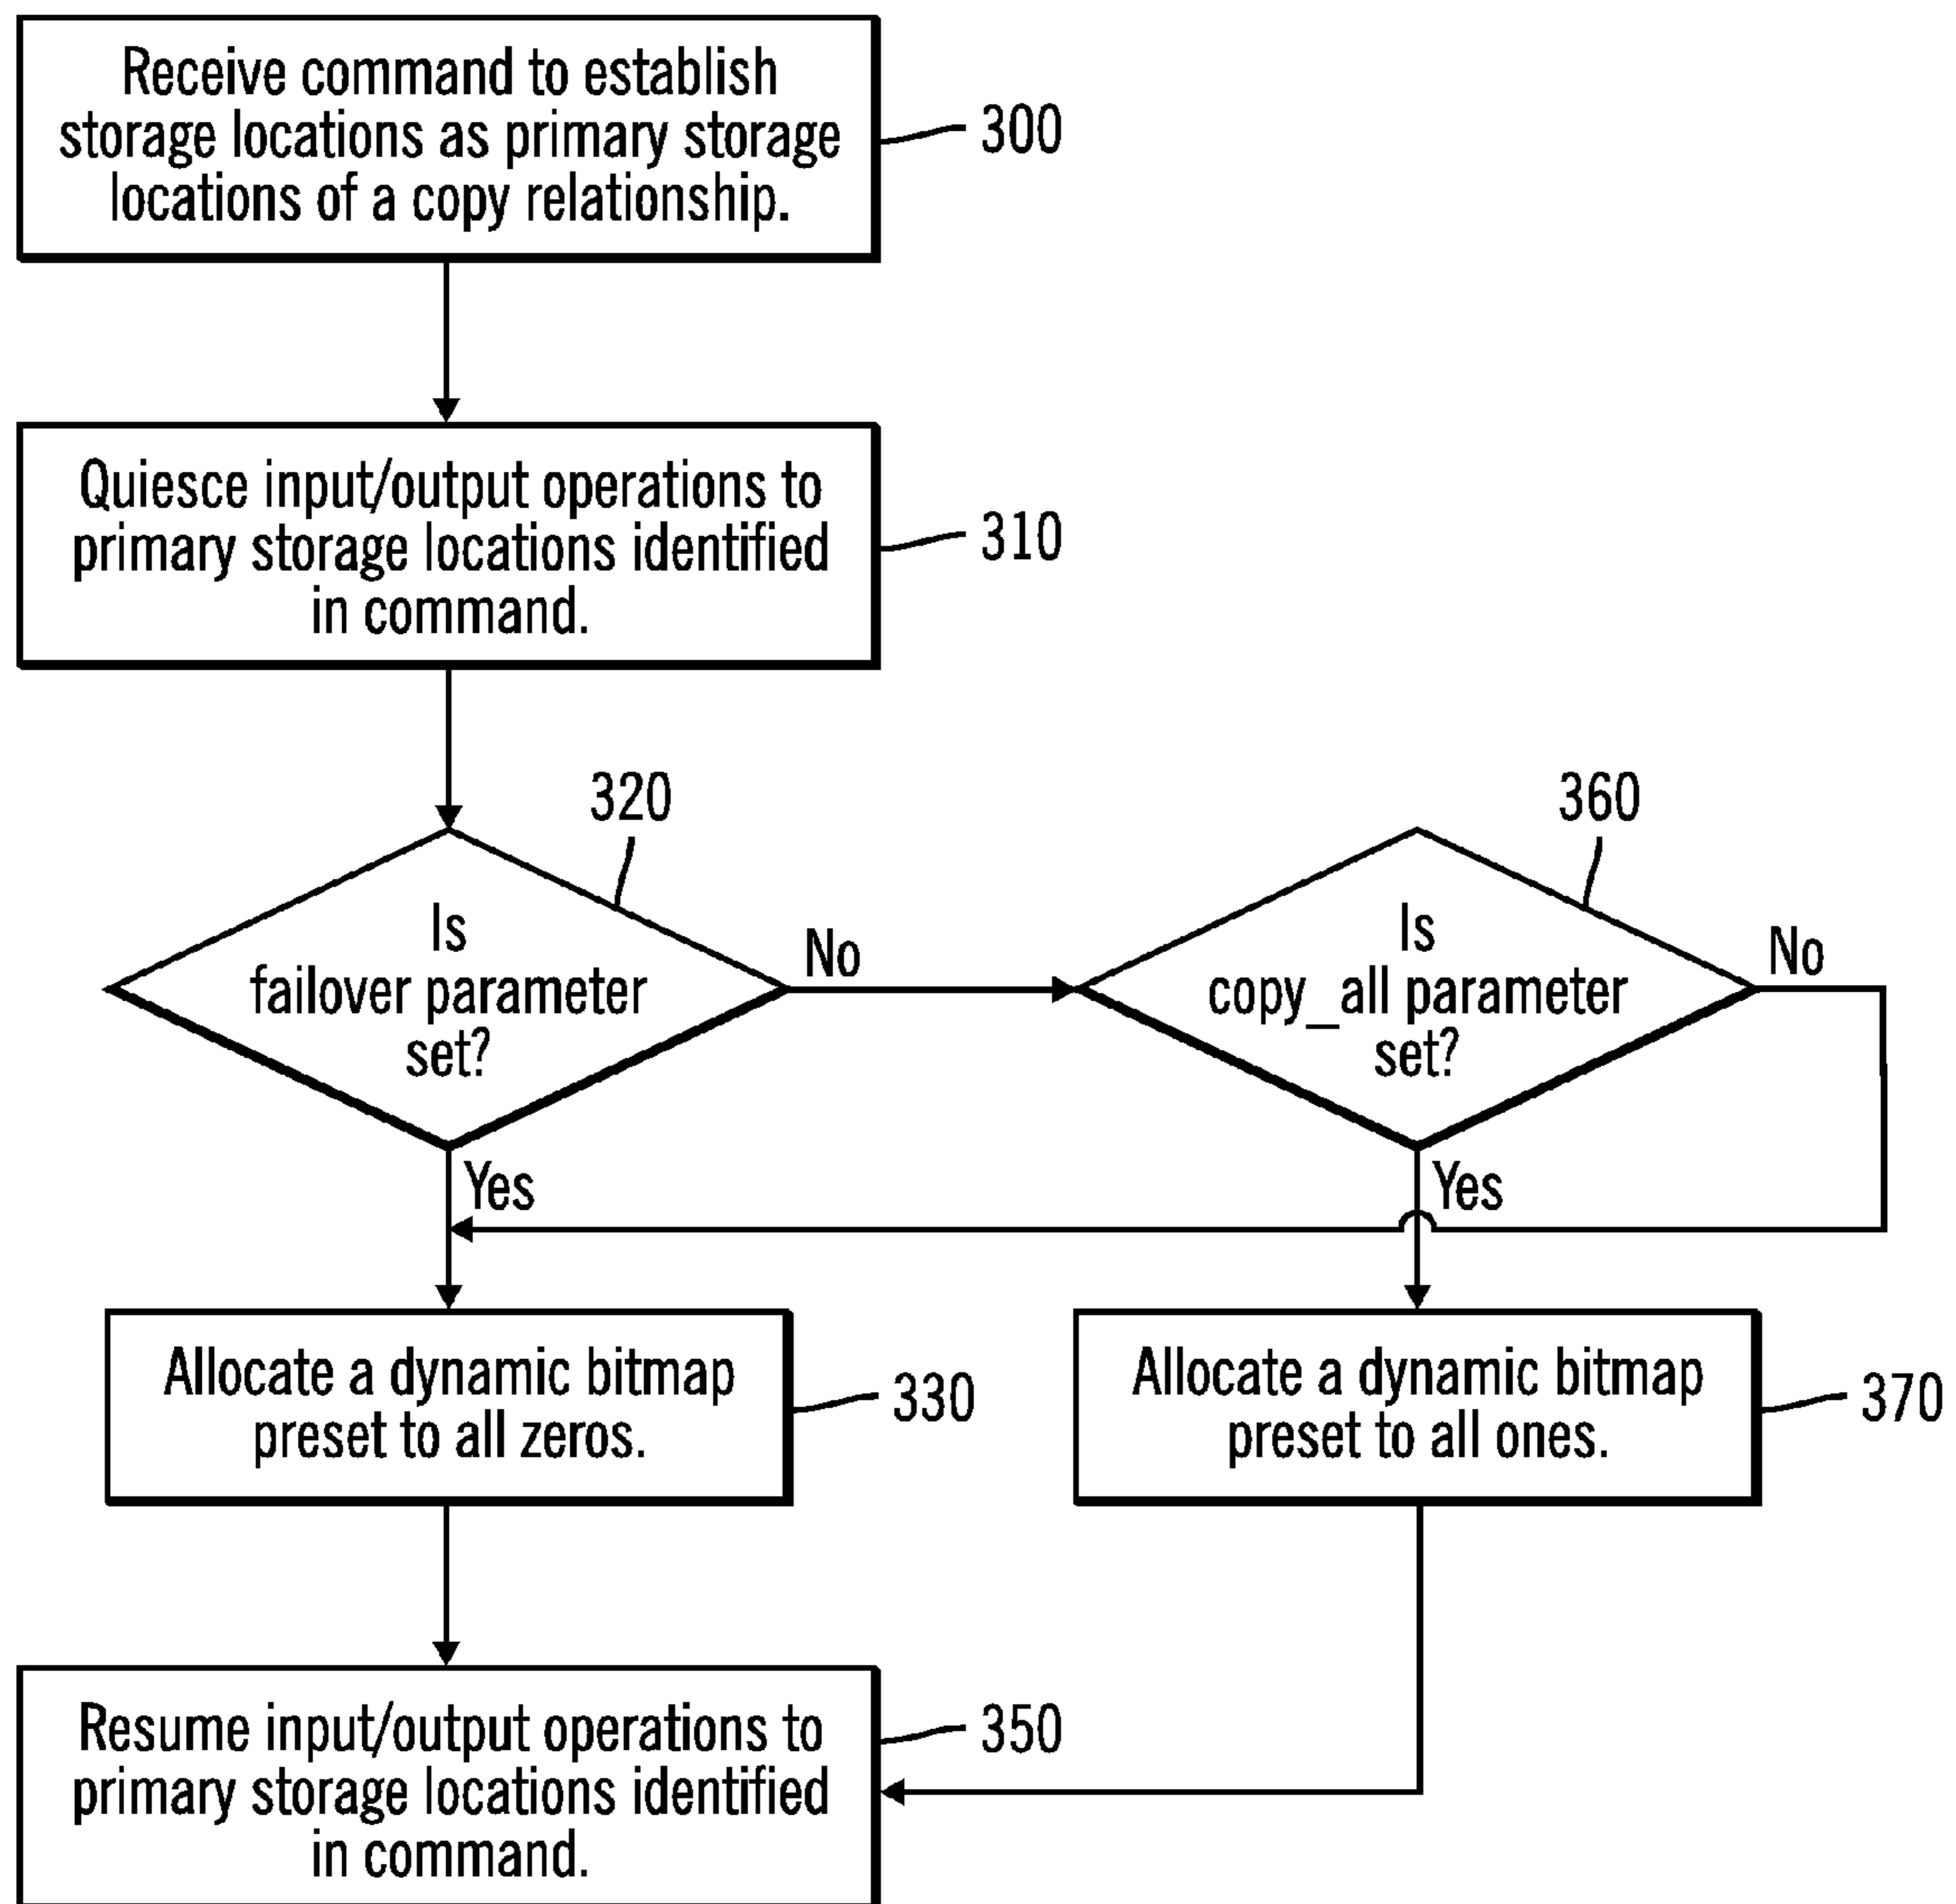 Receive command to establish
storage locations as primary storage
locations of a copy relationship.
300
Quiesce input/output operations to
primary storage locations identified
in command.
310
320
Is
failover parameter
set?
No
Yes
360
Is
copy_all parameter
set?
No
Yes
Allocate a dynamic bitmap
preset to all zeros.
330
Allocate a dynamic bitmap
preset to all ones.
370
Resume input/output operations to
primary storage locations identified
in command.
350